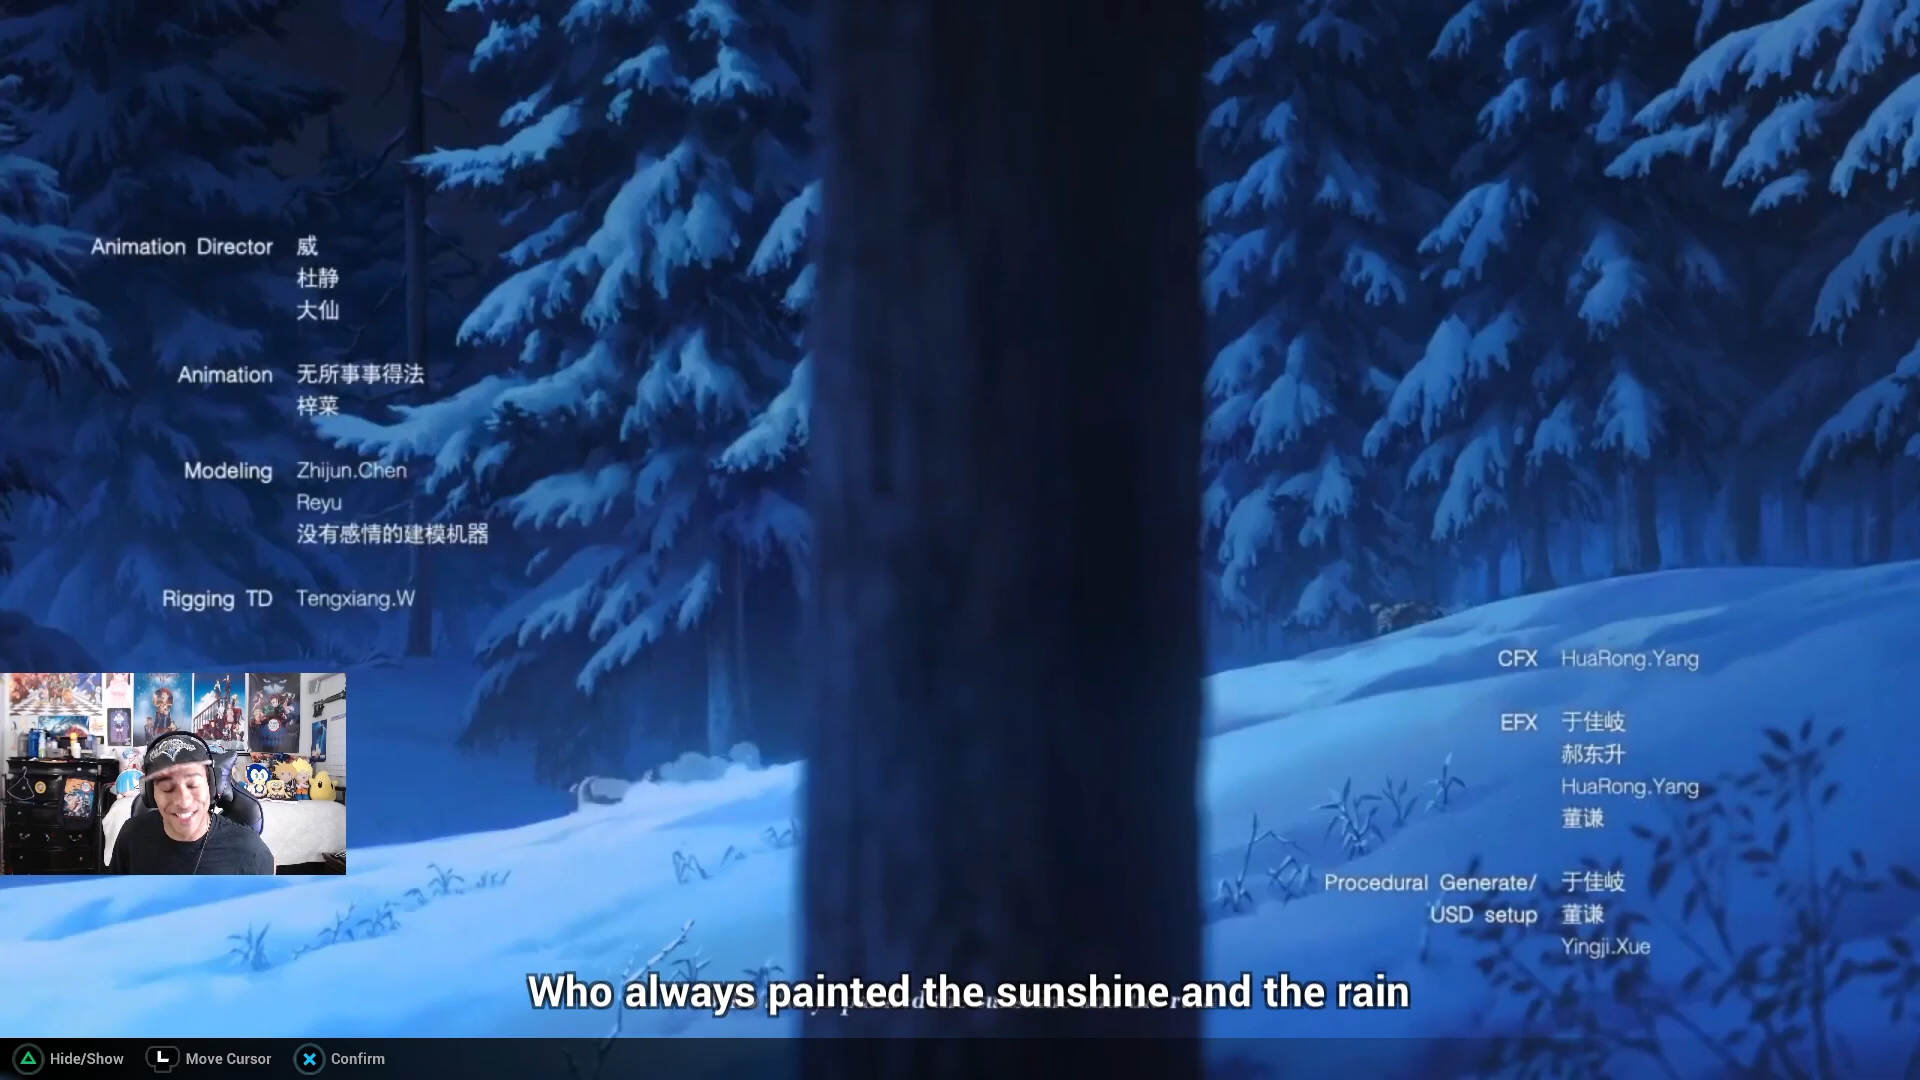 Animation Director 威
杜静
大仙
Animation 无所事事得法
梓菜
Modeling Zhijun.Chen
Reyu
没有感情的建模机器
Rigging TD Tengxiang.W
CFX HuaRong.Yang
EFX 于佳岐
郝东升
HuaRong.Yang
董谦
Procedural Generate/ 于佳岐
USD setup 董谦
Yingji.Xue
Who always painted the sunshine and the rain
Hide/Show L Move Cursor Confirm